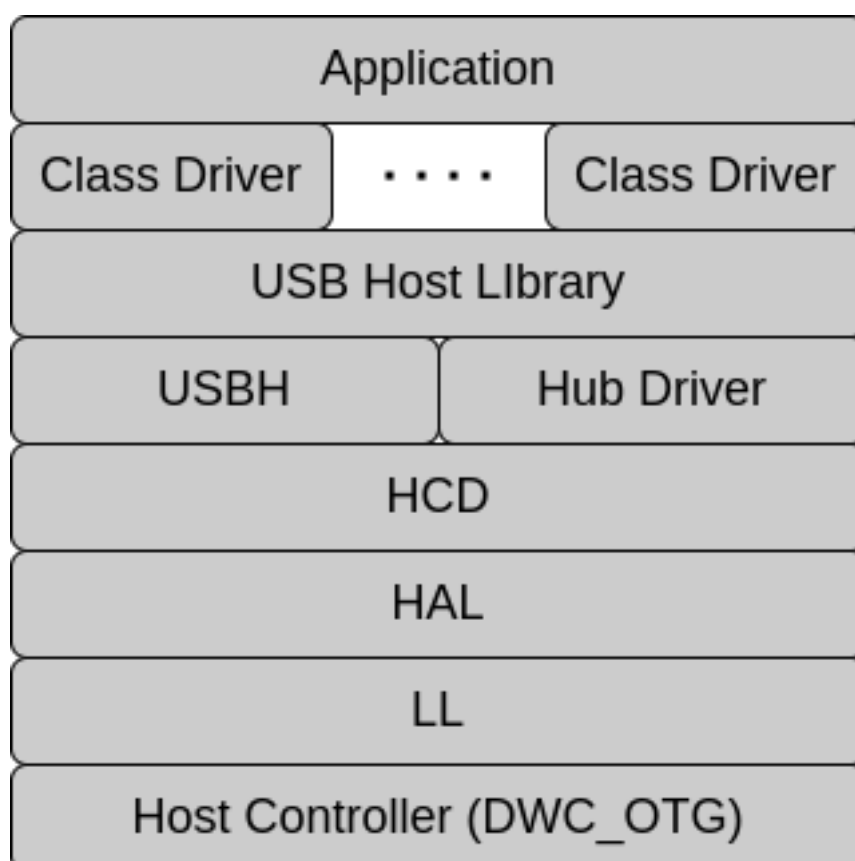 Application
Class Driver .... Class Driver
USB Host LIbrary
USBH Hub Driver
HCD
HAL
LL
Host Controller (DWC_OTG)